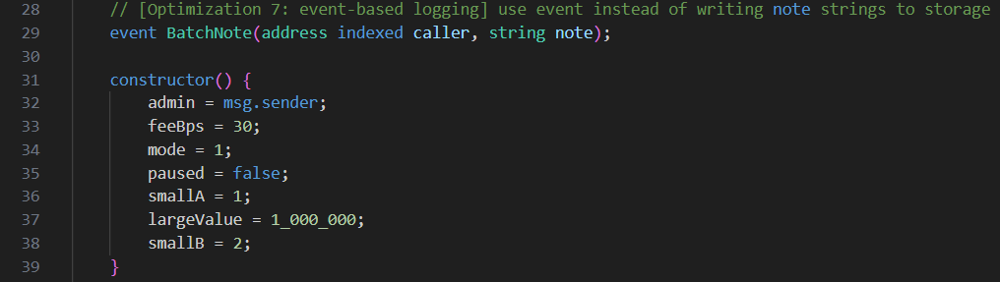 28 // [Optimization 7: event-based logging] use event instead of writing note strings to storage
29 event BatchNote(address indexed caller, string note);
30
31 constructor() {
32 admin = msg.sender;
33 feeBps = 30;
34 mode = 1;
35 paused = false;
36 smallA = 1;
37 largeValue = 1_000_000;
38 smallB = 2;
39 }